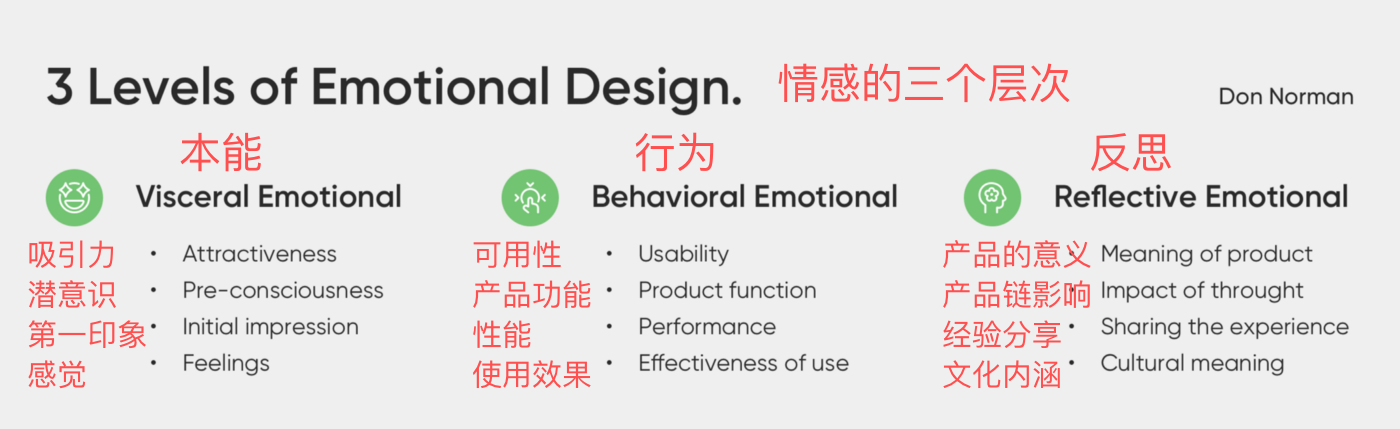 3 Levels of Emotional Design. 情感的三个层次
Don Norman
本能
Visceral Emotional
吸引力 • Attractiveness
潜意识 • Pre-consciousness
第一印象 • Initial impression
感觉 • Feelings
行为
Behavioral Emotional
可用性 • Usability
产品功能 • Product function
性能 • Performance
使用效果 • Effectiveness of use
反思
Reflective Emotional
产品的意义 • Meaning of product
产品链影响 • Impact of throught
经验分享 • Sharing the experience
文化内涵 • Cultural meaning